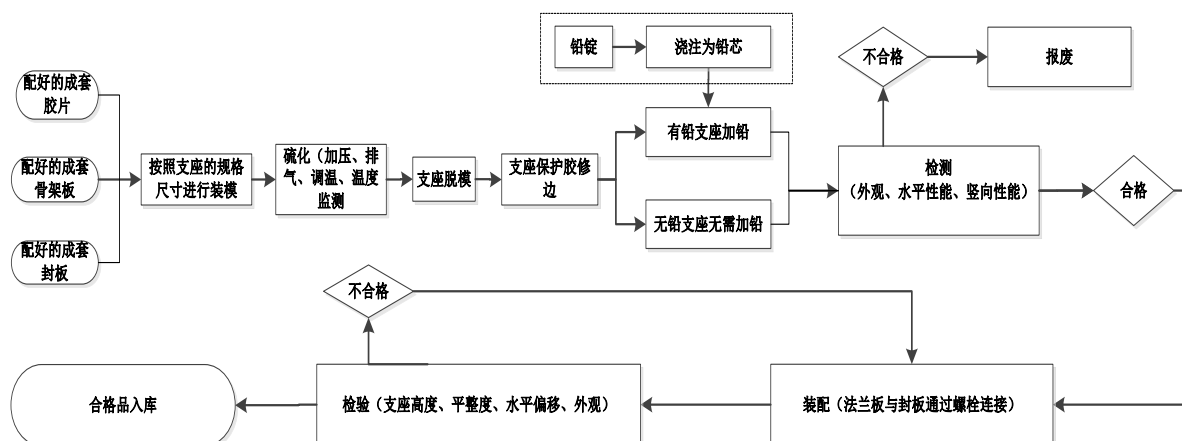 配好的成套
胶片
配好的成套
骨架板
配好的成套
封板
按照支座的规格
尺寸进行装模
硫化（加压、排
气、调温、温度
监测
支座脱模
支座保护胶修
边
铅锭
浇注为铅芯
有铅支座加铅
无铅支座无需加铅
不合格
报废
检测
（外观、水平性能、竖向性能）
合格
不合格
合格品入库
检验（支座高度、平整度、水平偏移、外观）
装配（法兰板与封板通过螺栓连接）